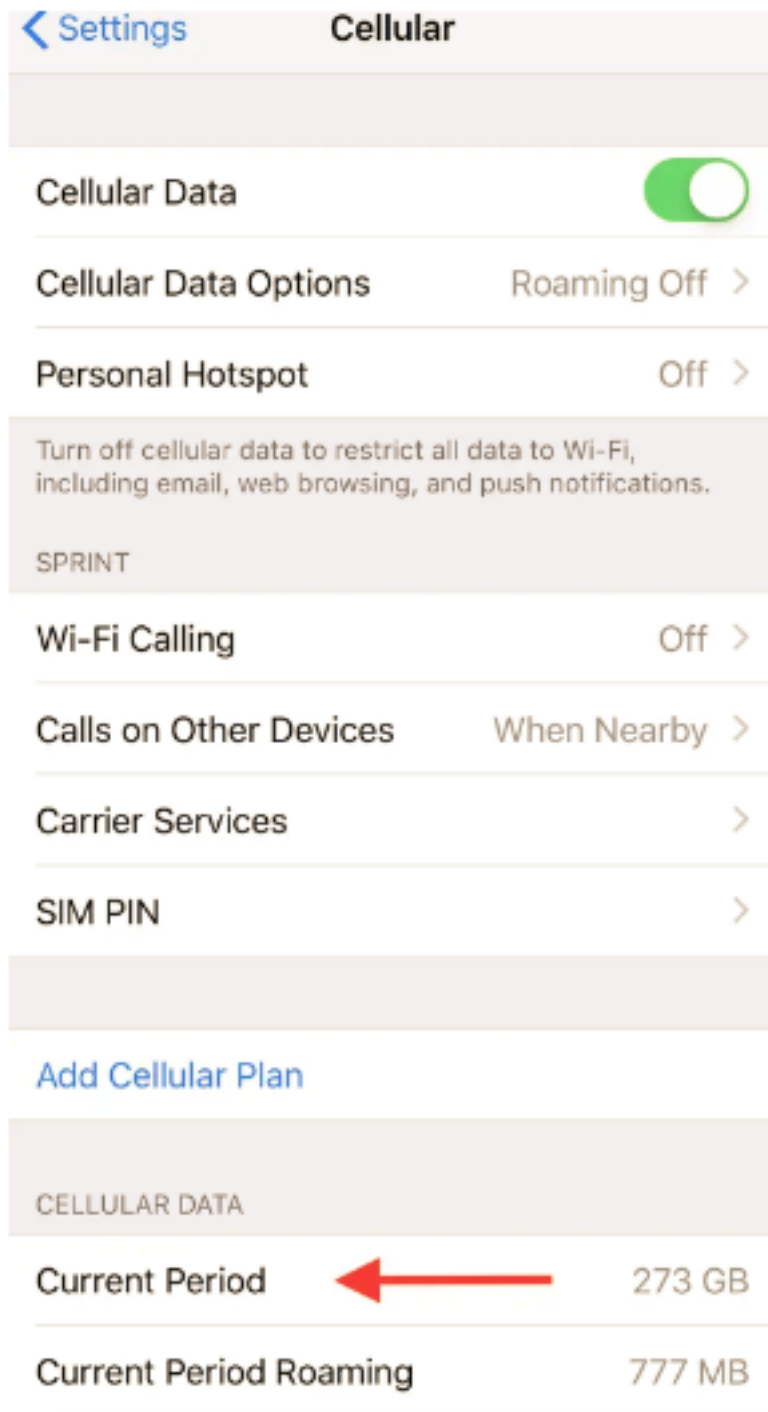 Settings Cellular
Cellular Data
Cellular Data Options Roaming Off
Personal Hotspot Off
Turn off cellular data to restrict all data to Wi-Fi,
including email, web browsing, and push notifications.
SPRINT
Wi-Fi Calling Off
Calls on Other Devices When Nearby
Carrier Services
SIM PIN
Add Cellular Plan
CELLULAR DATA
Current Period 273 GB
Current Period Roaming 777 MB